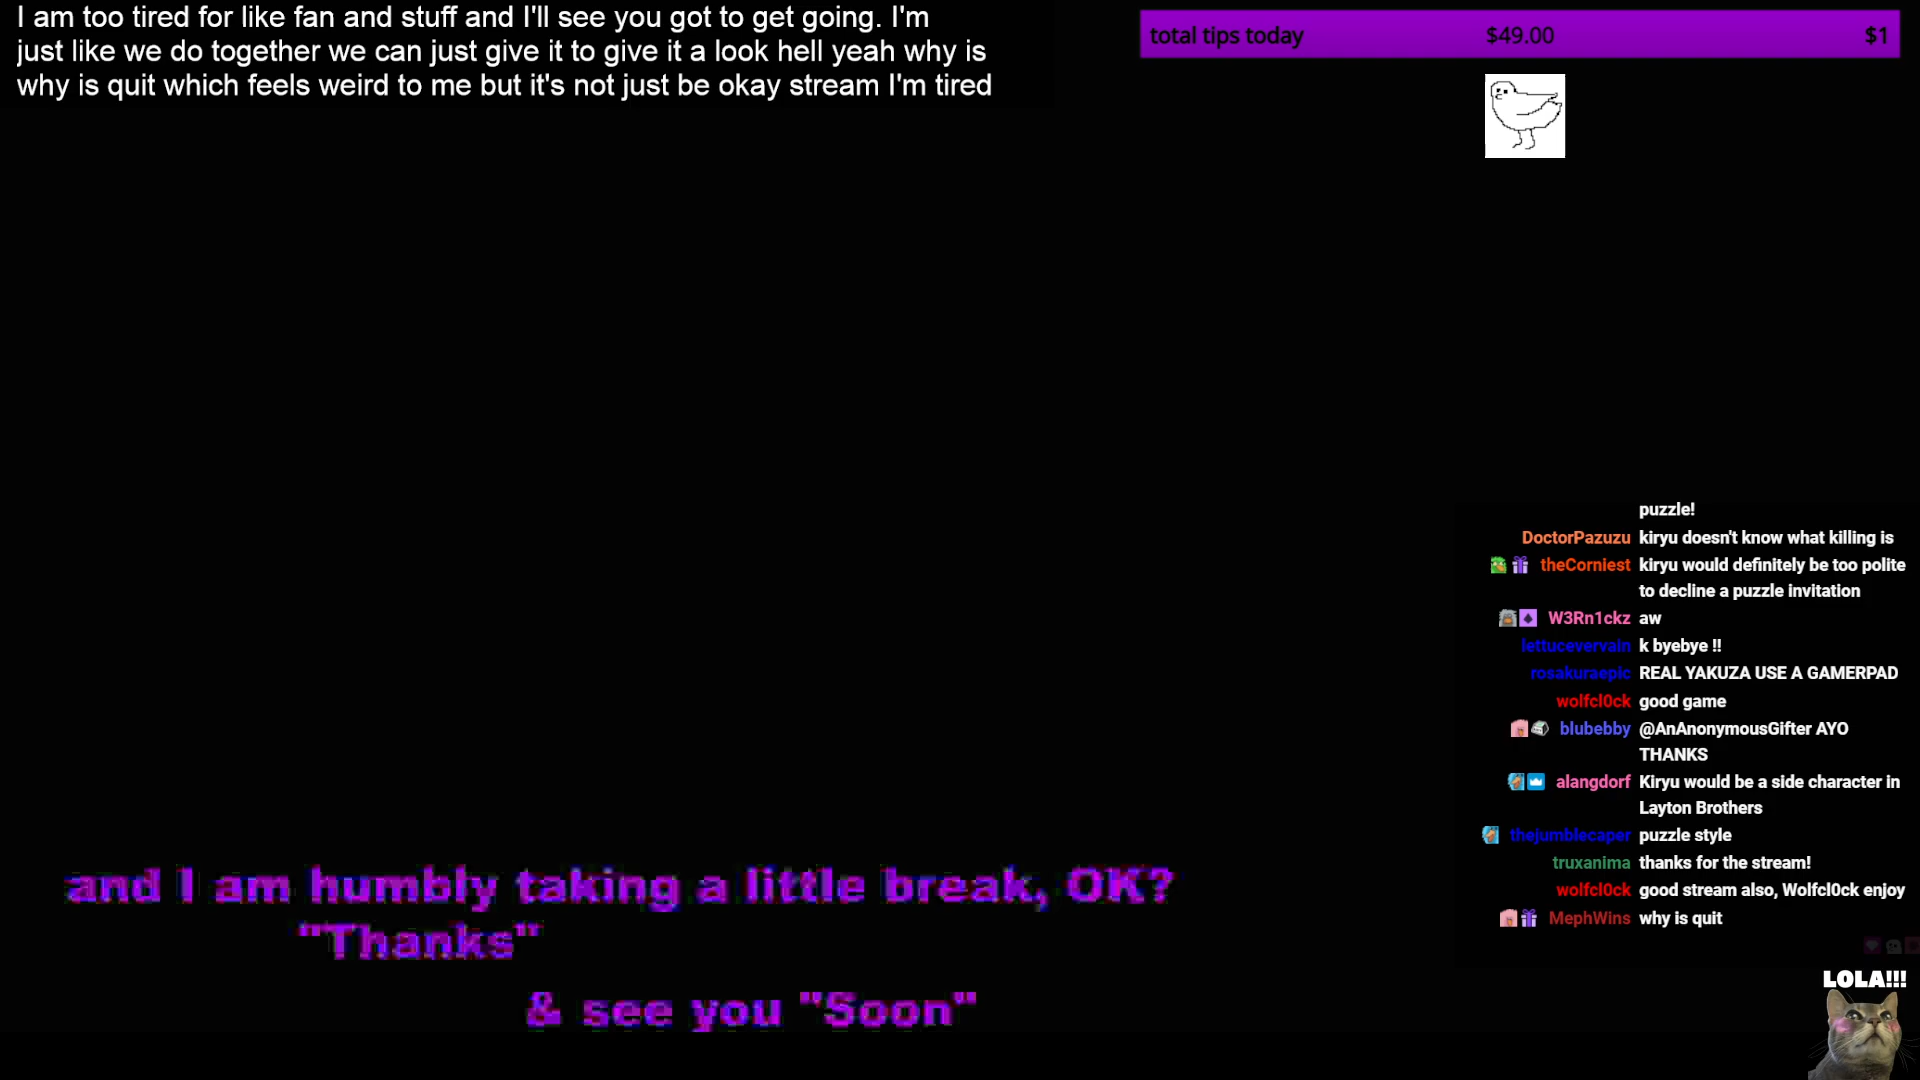 I am too tired for like fan and stuff and I'll see you got to get going. I'm
just like we do together we can just give it to give it a look hell yeah why is
why is quit which feels weird to me but it's not just be okay stream I'm tired
total tips today $49.00 $1
puzzle!
DoctorPazuzu kiryu doesn't know what killing is
theCorniest kiryu would definitely be too polite
to decline a puzzle invitation
W3Rn1ckz aw
lettucevervain k byebye !!
rosakuraepic REAL YAKUZA USE A GAMERPAD
wolfcl0ck good game
blubebby @AnAnonymousGifter AYO
THANKS
alangdorf Kiryu would be a side character in
Layton Brothers
thejumblecaper puzzle style
truxanima thanks for the stream!
wolfcl0ck good stream also, Wolfcl0ck enjoy
MephWins why is quit
and I am humbly taking a little break, OK?
"Thanks"
& see you "Soon"
LOLA!!!